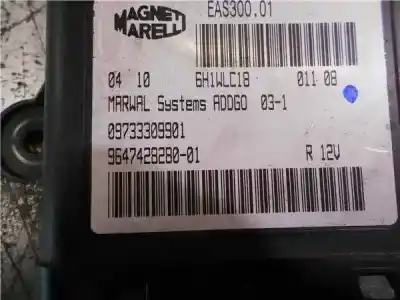 MAGNETI MARELLI
EAS300.01
04 10 6H1WLC18 011 08
MARWAL Systems ADDGO 03-1
09733309901
9647428280-01 R 12V